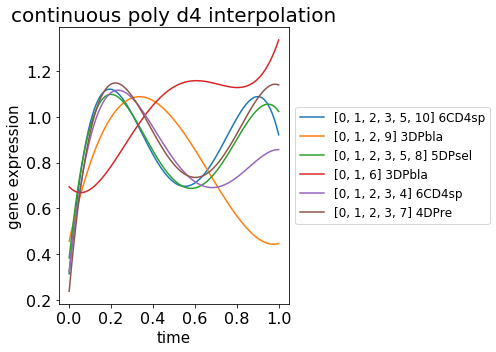 continuous poly d4 interpolation
gene expression
1.2
1.0
0.8
0.6
0.4
0.2
0.0 0.2 0.4 0.6 0.8 1.0
time
[0, 1, 2, 3, 5, 10] 6CD4sp
[0, 1, 2, 9] 3DPbla
[0, 1, 2, 3, 5, 8] 5DPsel
[0, 1, 6] 3DPbla
[0, 1, 2, 3, 4] 6CD4sp
[0, 1, 2, 3, 7] 4DPre